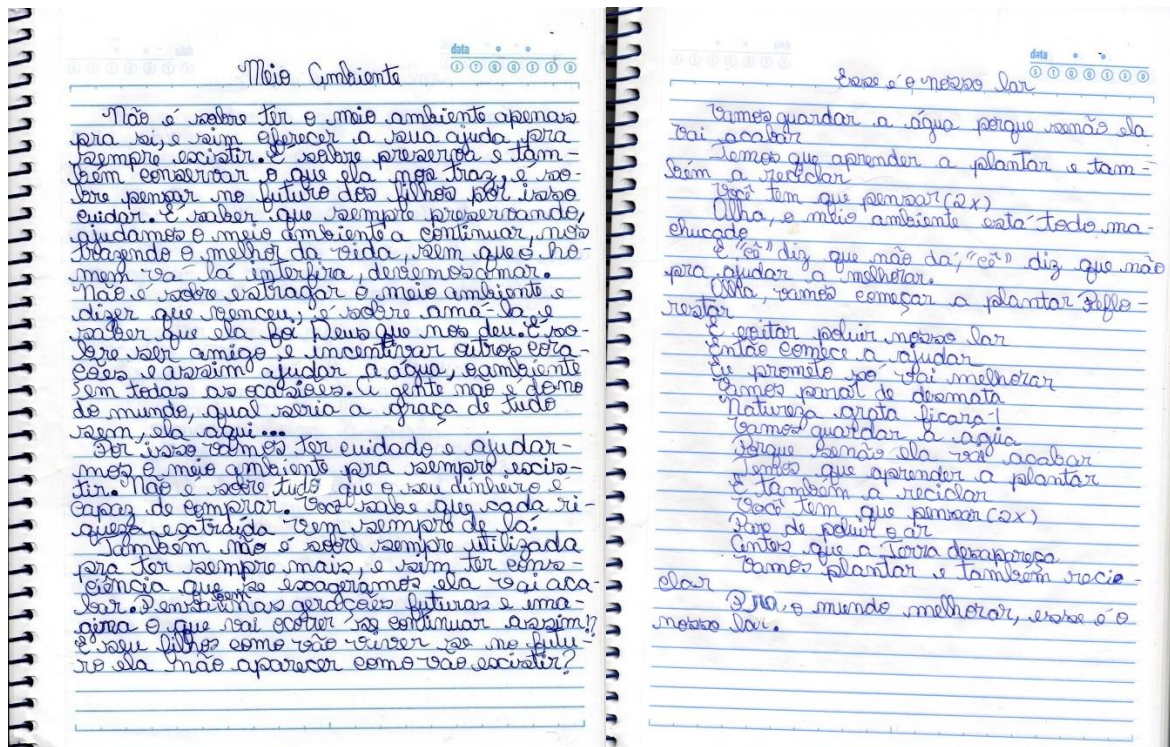 data
S T Q Q S S D
Meio Ambiente
Não é sobre ter o meio ambiente apenas
pra si, e sim oferecer a sua ajuda pra
sempre existir. É sobre preserva e tam-
bém conservar o que ela nos traz, é so-
bre pensar no futuro dos filhos por isso
cuidar. É saber que sempre preservando,
ajudamos o meio ambiente a continuar, nos
trazendo o melhor da vida, sem que o ho-
mem vá lá interfira, devemos amar.
Não é sobre estragar o meio ambiente e
dizer que venceu, é sobre ama-la, e
saber que ela foi Deus que nos deu. É so-
bre ser amigo e incentivar outros cora-
ções e assim ajudar a água, o ambiente
em todas as ocasiões. A gente não é dono
do mundo, qual seria a graça de tudo
sem, ela aqui...
Por isso vamos ter cuidado e ajudar-
mos o meio ambiente pra sempre exis-
tir. Não é sobre tudo que o seu dinheiro é
capaz de comprar. Você sabe que cada ri-
queza extraída vem sempre de lá.
Também não é sobre sempre utilizada
pra ter sempre mais, e sim ter cons-
ciência que se exagerámos ela vai aca-
bar. Pensa bem nas gerações futuras e ima-
gina o que vai ocorrer se continuar assim!?
E seu filhos como vão viver se no futu-
ro ela não aparecer como vão existir?
data
S T Q Q S S D
Esse é o nosso lar
Vamos guardar a água porque senão ela
vai acabar
Temos que aprender a plantar e tam-
bém a reciclar
Você tem que pensar (2x)
Olha, o meio ambiente está todo ma-
chucado
E "cê" diz que não dá, "cê" diz que não
pra ajudar a melhorar.
Olha, vamos começar a plantar Reflo-
restar
E evitar poluir nosso lar
Então comece a ajudar
Eu prometo só vai melhorar
Vamos parar de desmata
Natureza grata ficará!
Vamos guardar a agua
Porque senão ela vai acabar
Temos que aprender a plantar
E também a reciclar
Você tem que pensar (2x)
Pare de poluir o ar
Antes que a Terra desapareça
Vamos plantar e também reci-
clar
Pra, o mundo melhorar, esse é o
nosso lar.